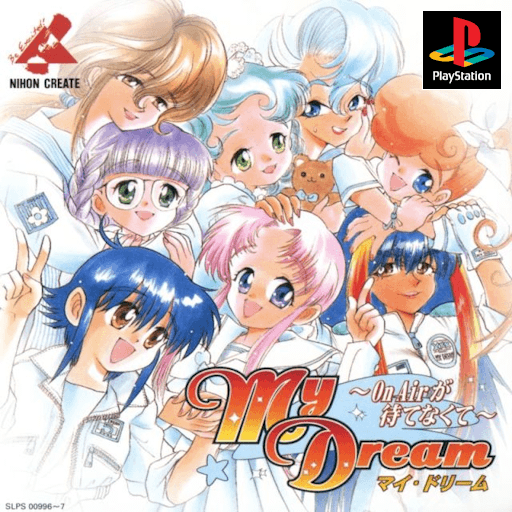 NIHON CREATE
PlayStation
My Dream
～On Airが
待てなくて～
マイ・ドリーム
SLPS 00996～7